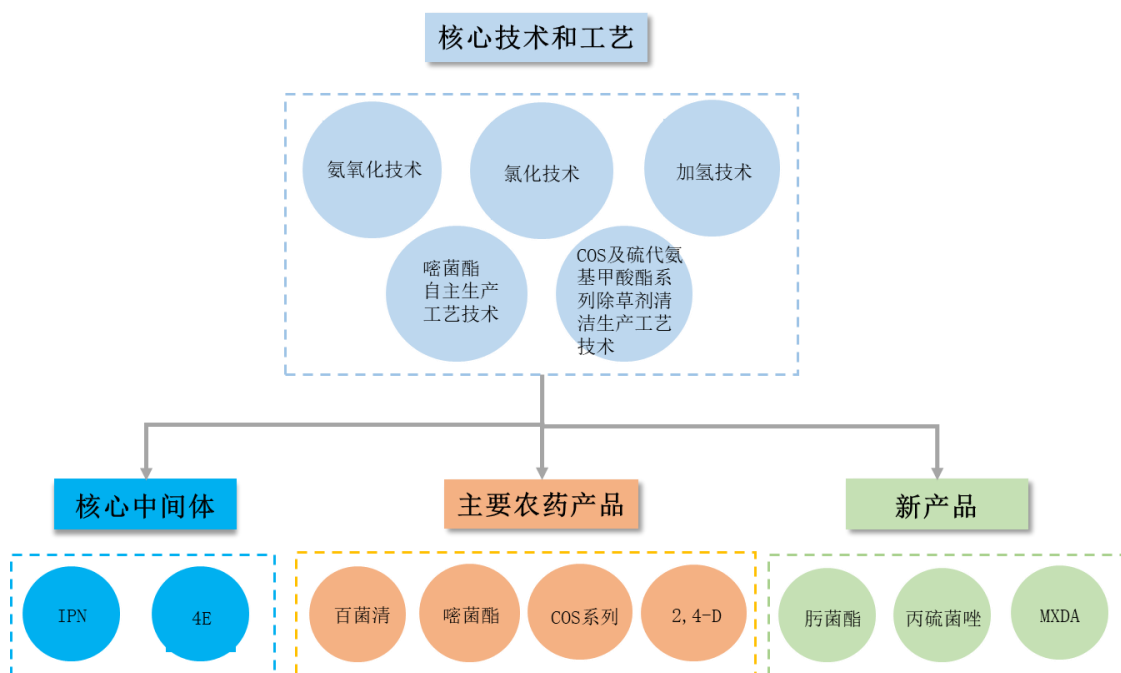 核心技术和工艺
氨氧化技术
氯化技术
加氢技术
嘧菌酯
自主生产
工艺技术
COS及硫代氨
基甲酸酯系
列除草剂清
洁生产工艺
技术
核心中间体
主要农药产品
新产品
IPN
4E
百菌清
嘧菌酯
COS系列
2,4-D
肟菌酯
丙硫菌唑
MXDA